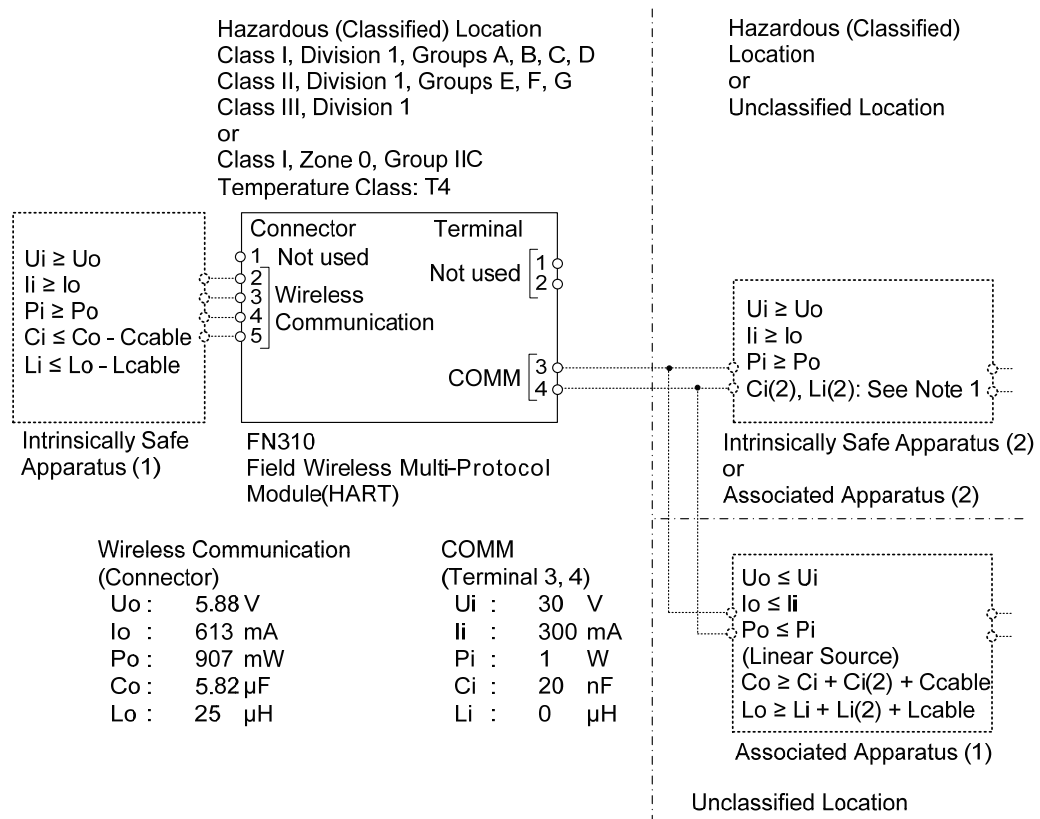 Hazardous (Classified) Location
Class I, Division 1, Groups A, B, C, D
Class II, Division 1, Groups E, F, G
Class III, Division 1
or
Class I, Zone 0, Group IIC
Temperature Class: T4
Hazardous (Classified)
Location
or
Unclassified Location
Ui ≥ Uo
Ii ≥ Io
Pi ≥ Po
Ci ≤ Co - Ccable
Li ≤ Lo - Lcable
Intrinsically Safe
Apparatus (1)
Connector
1 Not used
2
3
4
5
Wireless
Communication
Terminal
Not used
1
2
COMM
3
4
FN310
Field Wireless Multi-Protocol
Module(HART)
Ui ≥ Uo
Ii ≥ Io
Pi ≥ Po
Ci(2), Li(2): See Note 1
Intrinsically Safe Apparatus (2)
or
Associated Apparatus (2)
Wireless Communication
(Connector)
Uo : 5.88 V
Io : 613 mA
Po : 907 mW
Co : 5.82 µF
Lo : 25 µH
COMM
(Terminal 3, 4)
Ui : 30 V
Ii : 300 mA
Pi : 1 W
Ci : 20 nF
Li : 0 µH
Uo ≤ Ui
Io ≤ Ii
Po ≤ Pi
(Linear Source)
Co ≥ Ci + Ci(2) + Ccable
Lo ≥ Li + Li(2) + Lcable
Associated Apparatus (1)
Unclassified Location